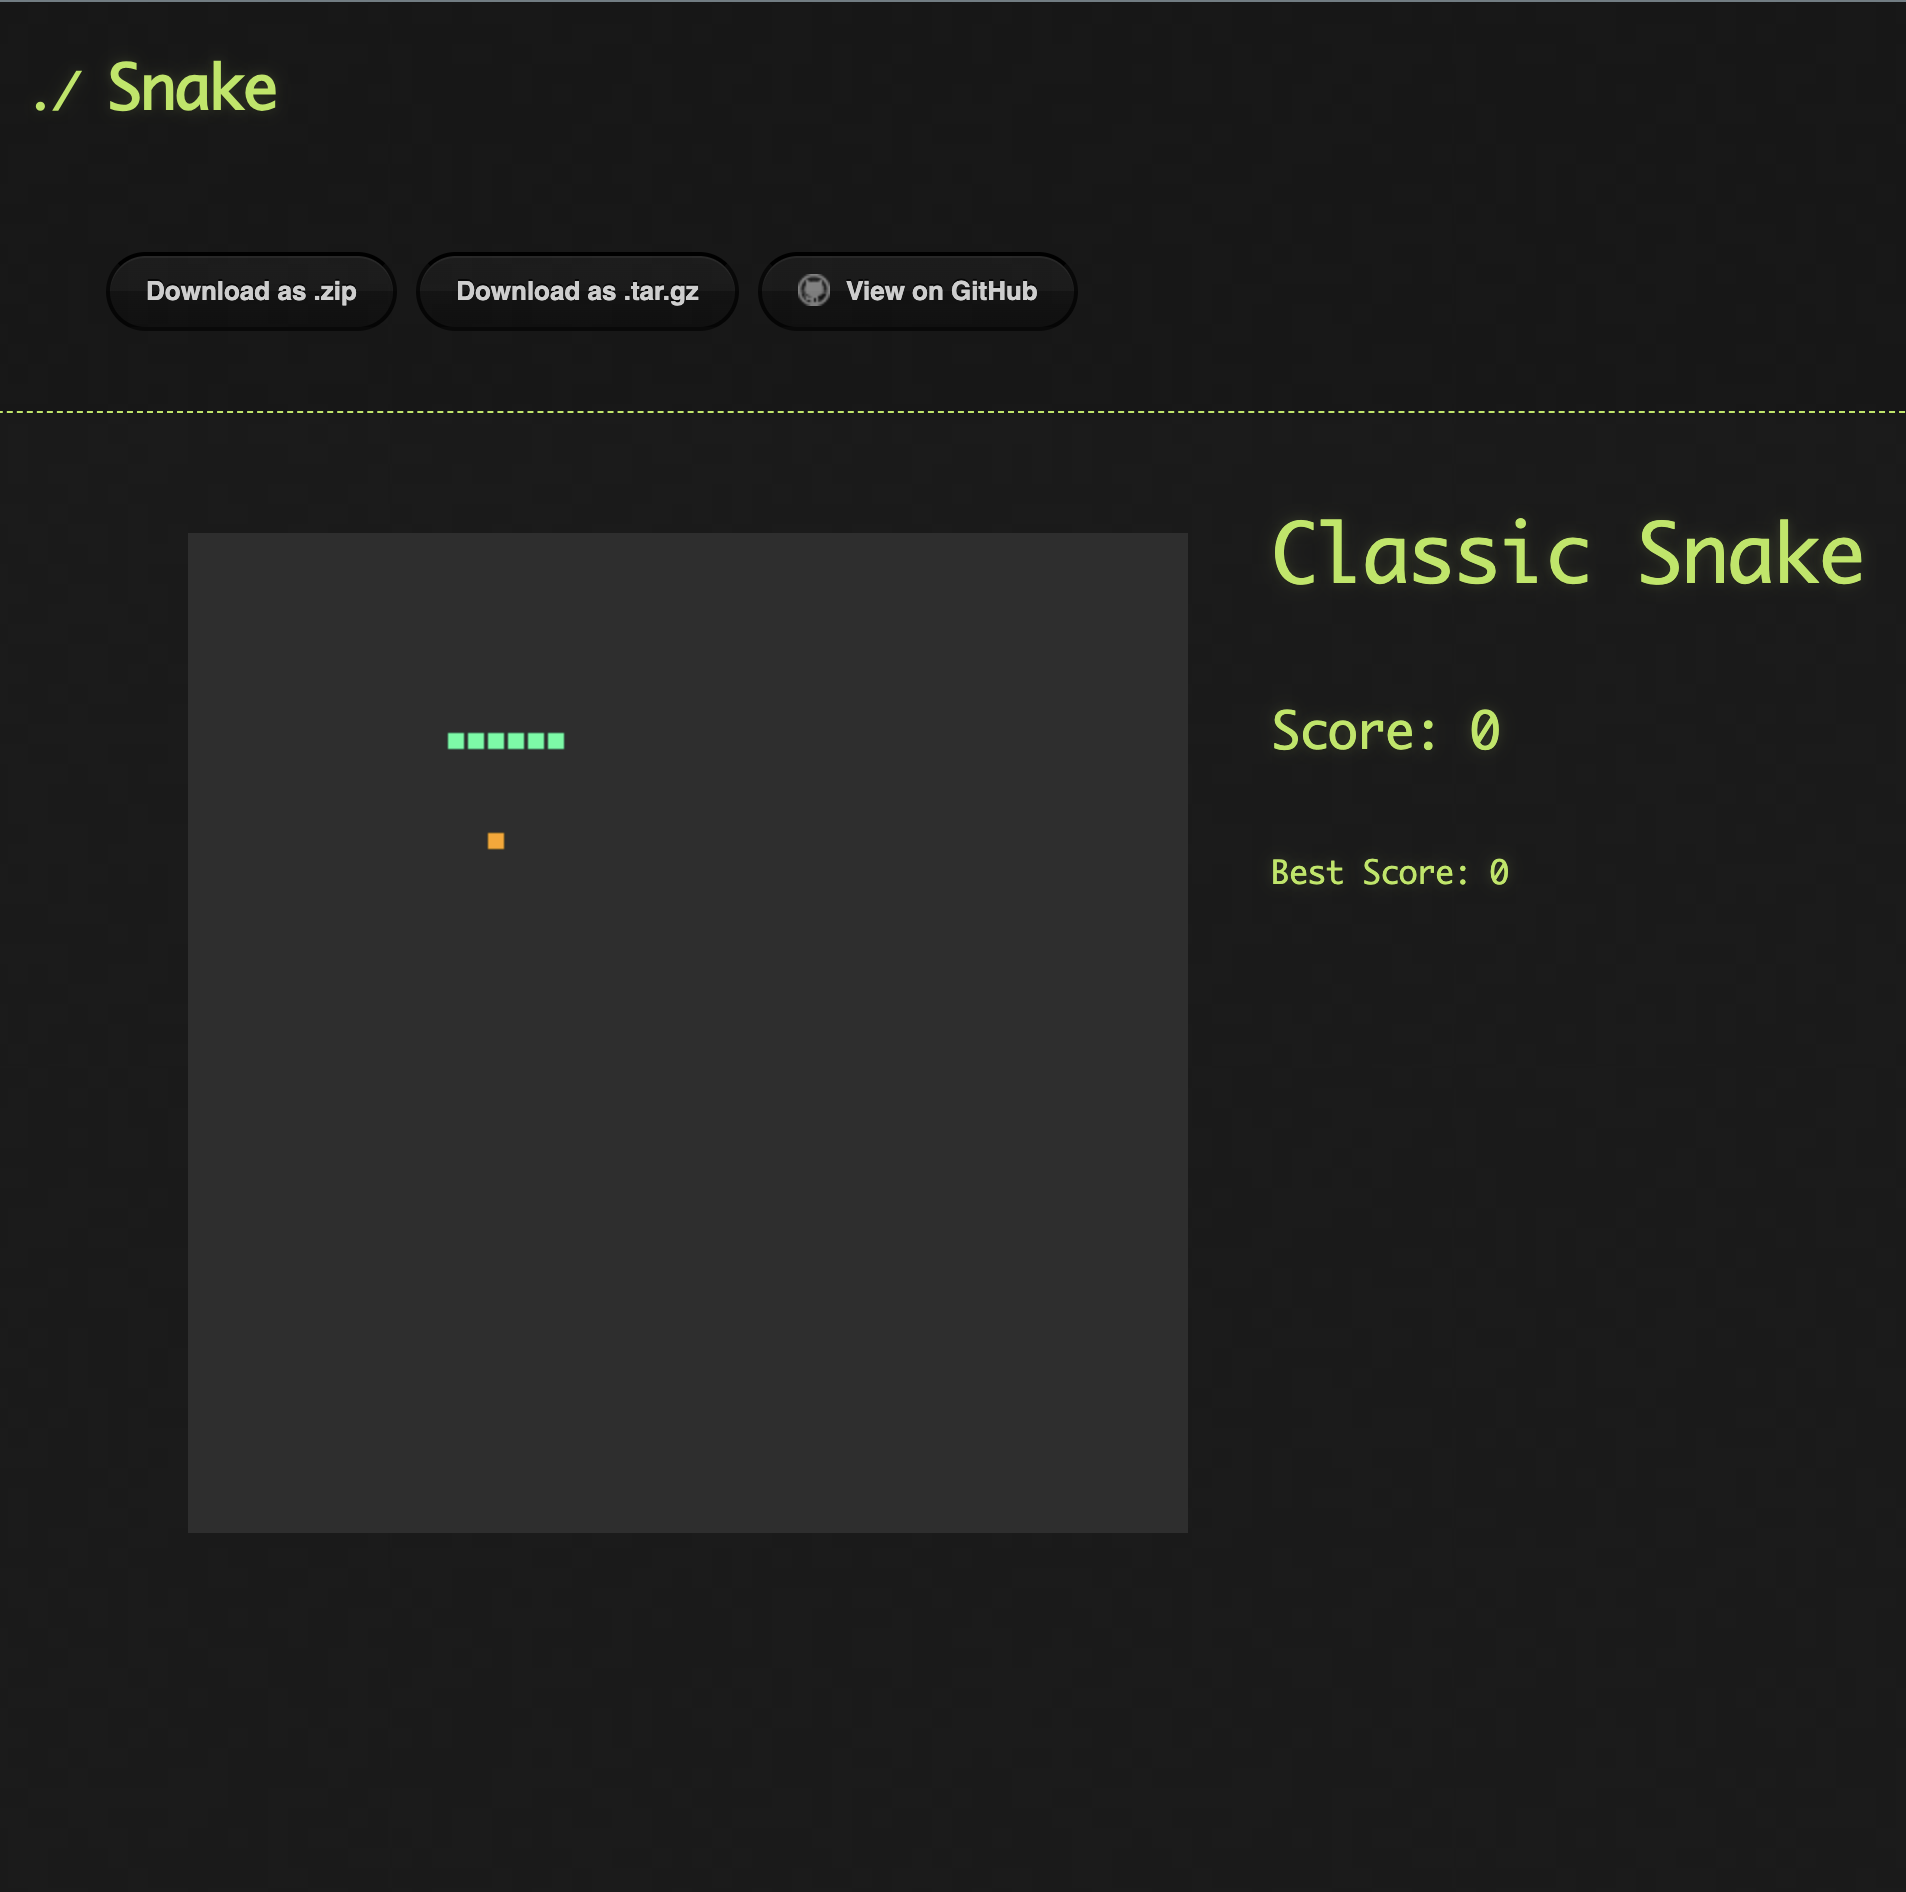 ./ Snake
Download as .zip
Download as .tar.gz
View on GitHub
Classic Snake
Score: 0
Best Score: 0